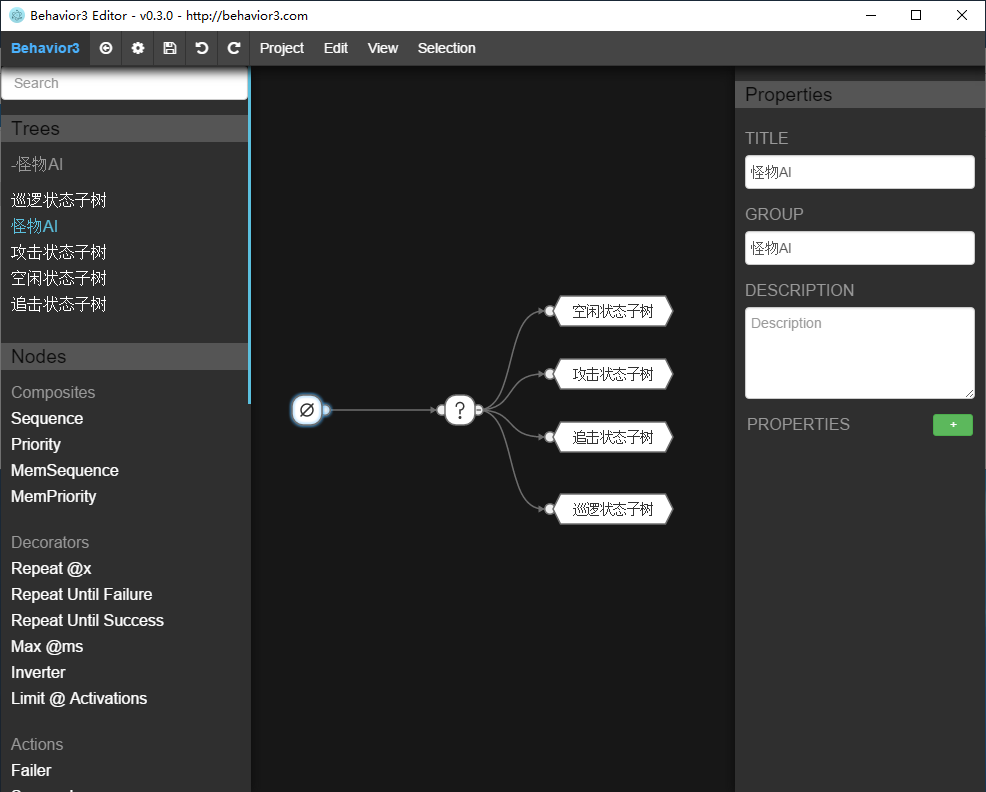 Behavior3 Editor - v0.3.0 - http://behavior3.com
Behavior3 Project Edit View Selection
Search
Trees
-怪物AI
巡逻状态子树
怪物AI
攻击状态子树
空闲状态子树
追击状态子树
Nodes
Composites
Sequence
Priority
MemSequence
MemPriority
Decorators
Repeat @x
Repeat Until Failure
Repeat Until Success
Max @ms
Inverter
Limit @ Activations
Actions
Failer
∅
?
空闲状态子树
攻击状态子树
追击状态子树
巡逻状态子树
Properties
TITLE
怪物AI
GROUP
怪物AI
DESCRIPTION
Description
PROPERTIES +